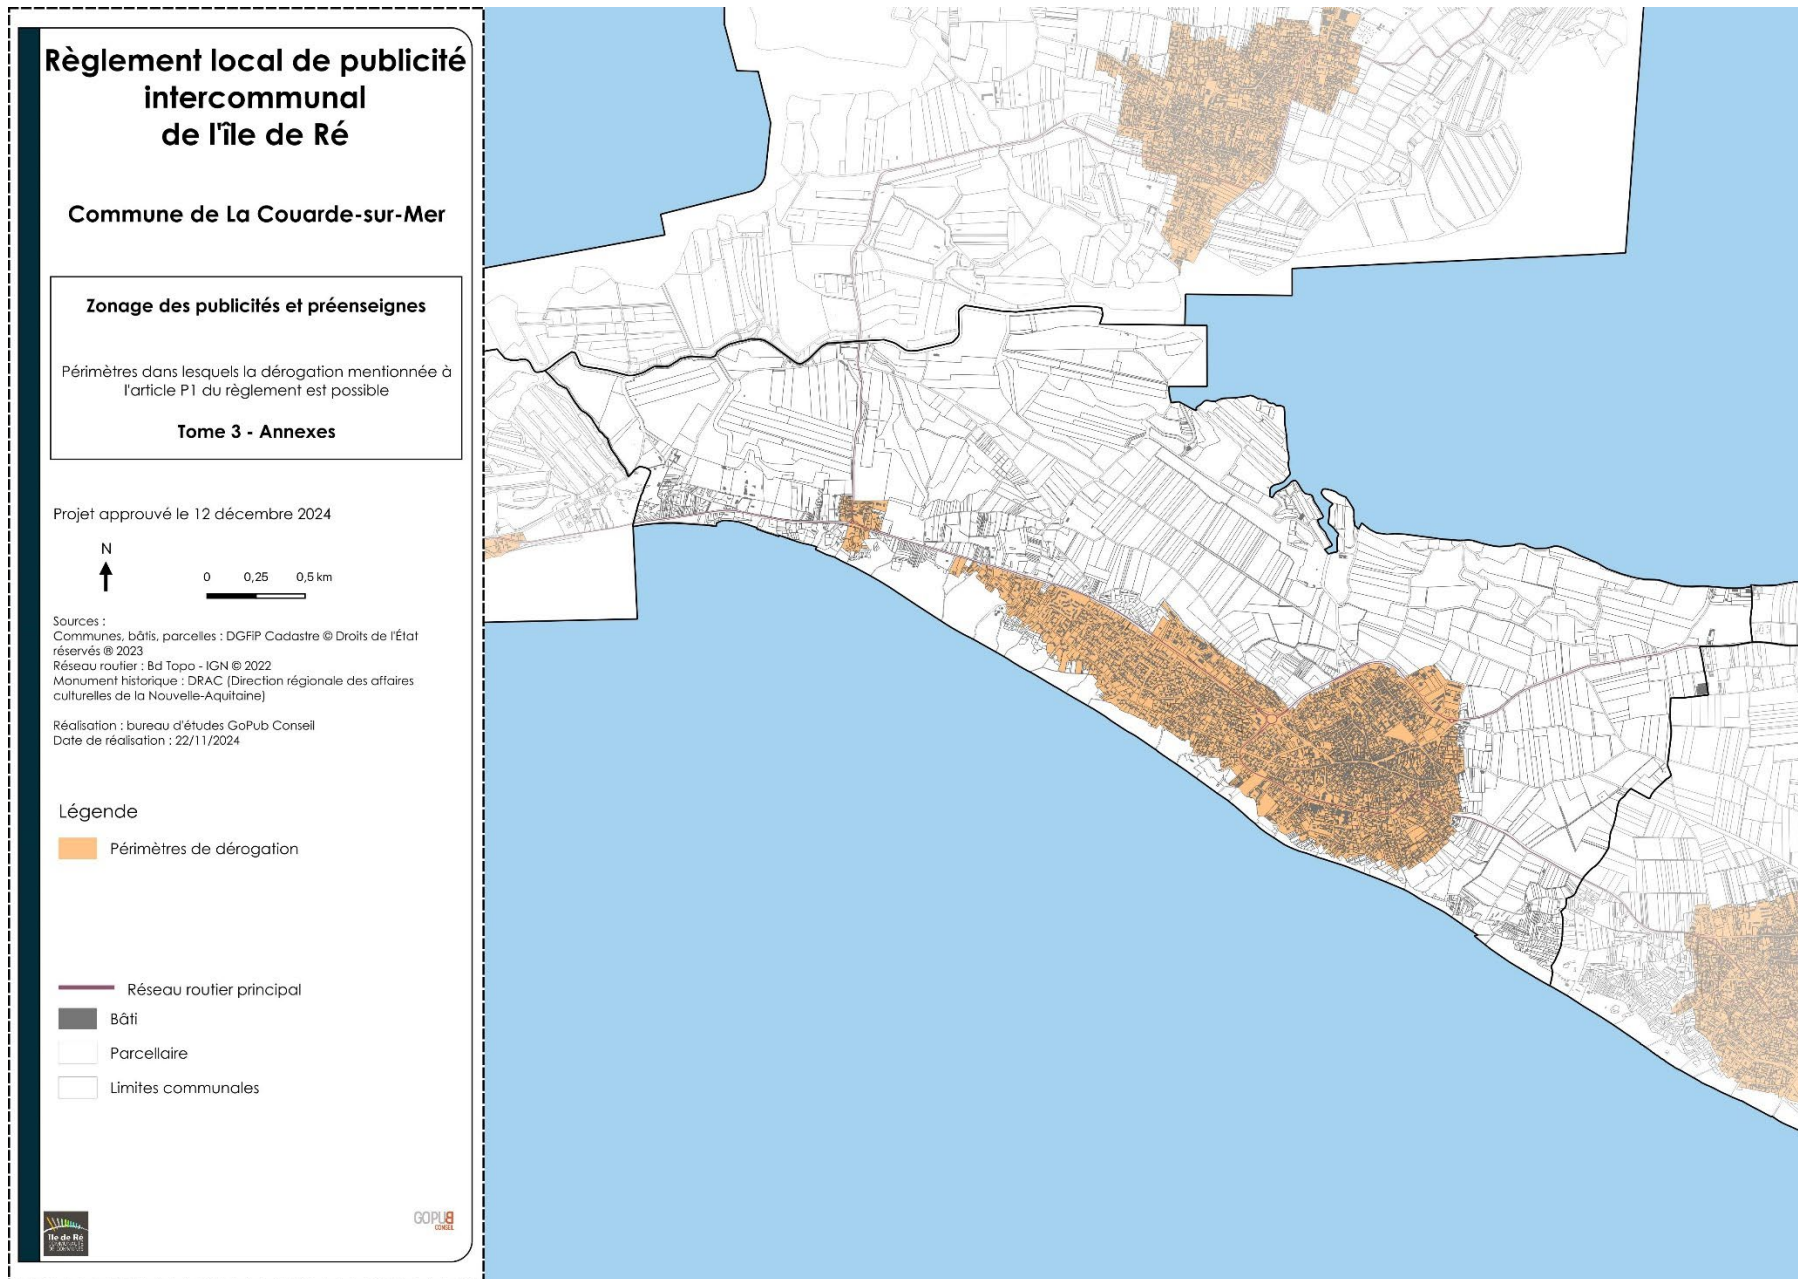 Règlement local de publicité
intercommunal
de l'île de Ré
Commune de La Couarde-sur-Mer
Zonage des publicités et préenseignes
Périmètres dans lesquels la dérogation mentionnée à
l'article P1 du règlement est possible
Tome 3 - Annexes
Projet approuvé le 12 décembre 2024
N
0 0,25 0,5 km
Sources :
Communes, bâtis, parcelles : DGFiP Cadastre © Droits de l'État
réservés ® 2023
Réseau routier : Bd Topo - IGN © 2022
Monument historique : DRAC (Direction régionale des affaires
culturelles de la Nouvelle-Aquitaine)
Réalisation : bureau d'études GoPub Conseil
Date de réalisation : 22/11/2024
Légende
Périmètres de dérogation
Réseau routier principal
Bâti
Parcellaire
Limites communales
Ile de Ré
COMMUNAUTÉ
DE COMMUNES
GOPUB
CONSEIL